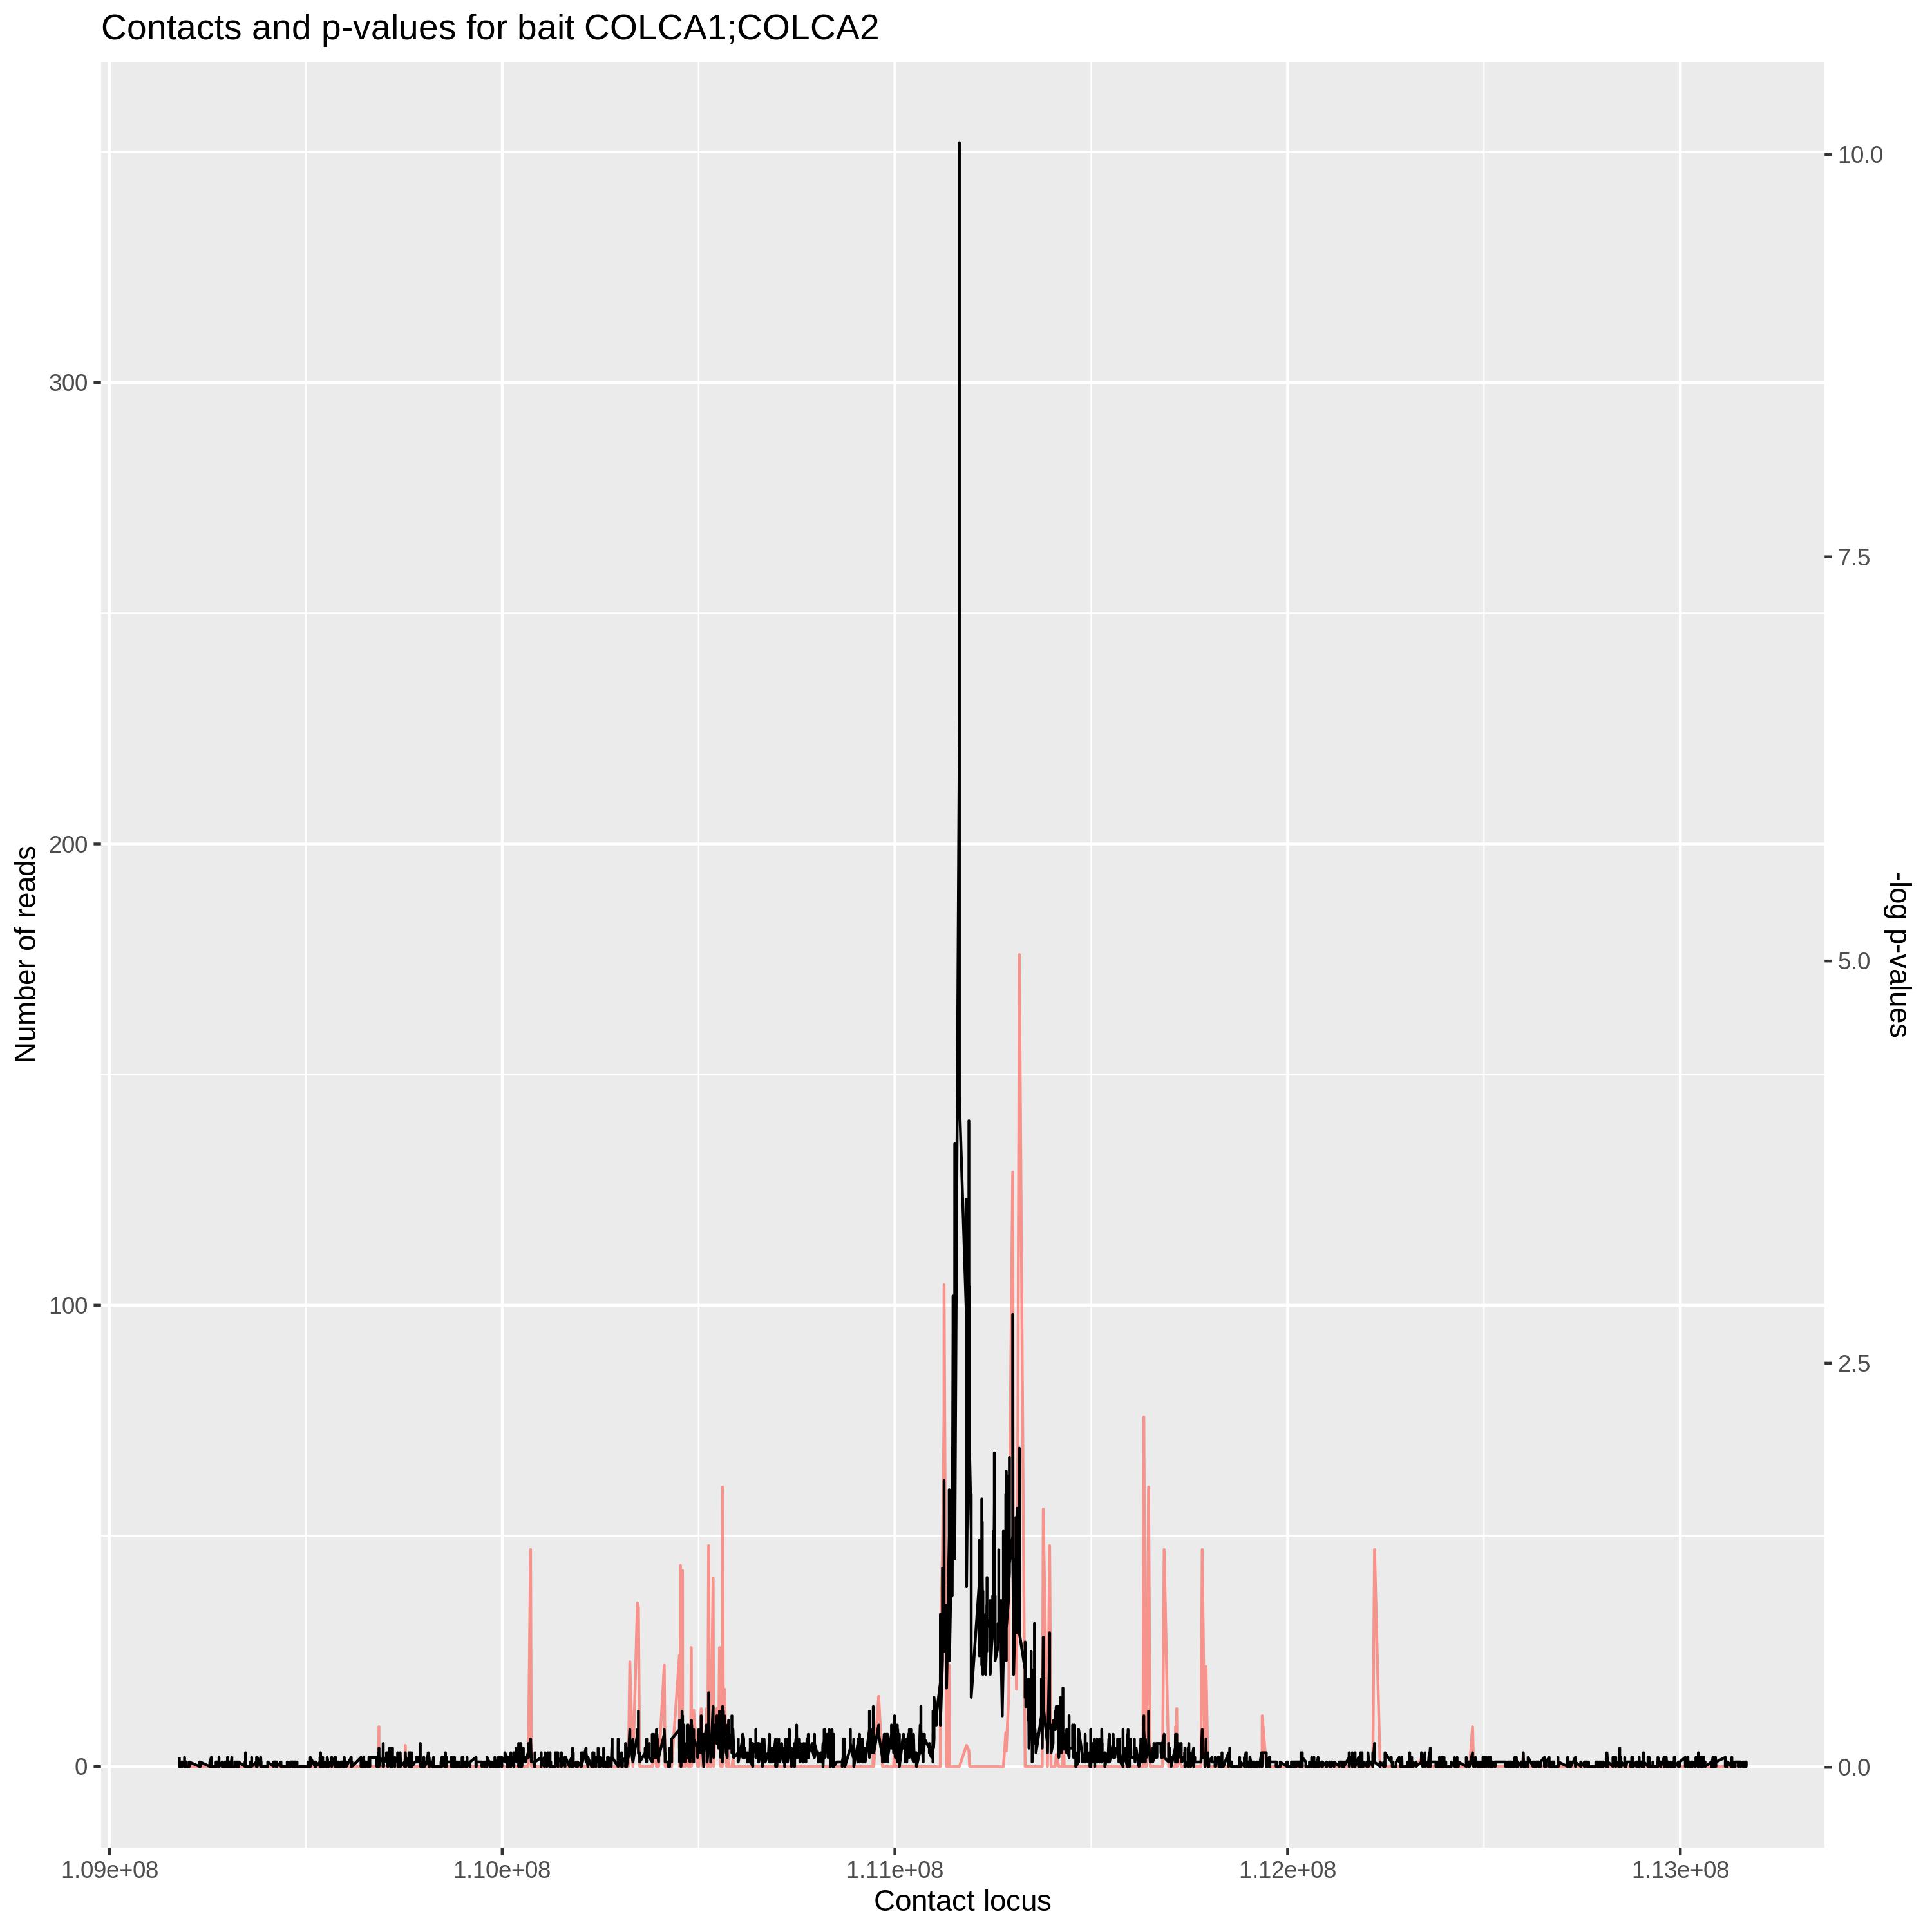 Contacts and p-values for bait COLCA1;COLCA2
Number of reads
300
200
100
0
10.0
7.5
5.0
2.5
0.0
-log p-values
1.09e+08
1.10e+08
1.11e+08
1.12e+08
1.13e+08
Contact locus